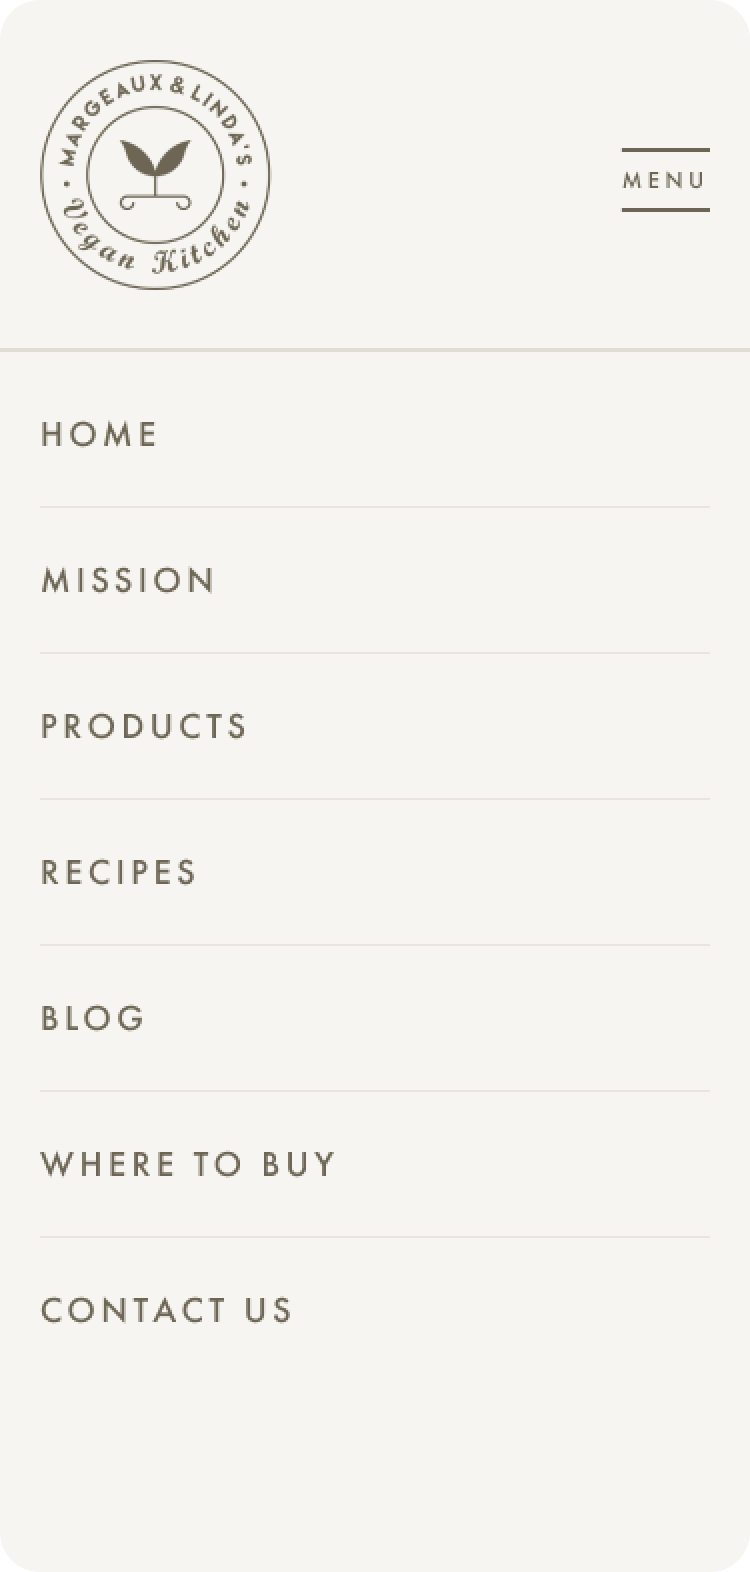 MARGEAUX & LINDA'S
Vegan Kitchen
MENU
HOME
MISSION
PRODUCTS
RECIPES
BLOG
WHERE TO BUY
CONTACT US